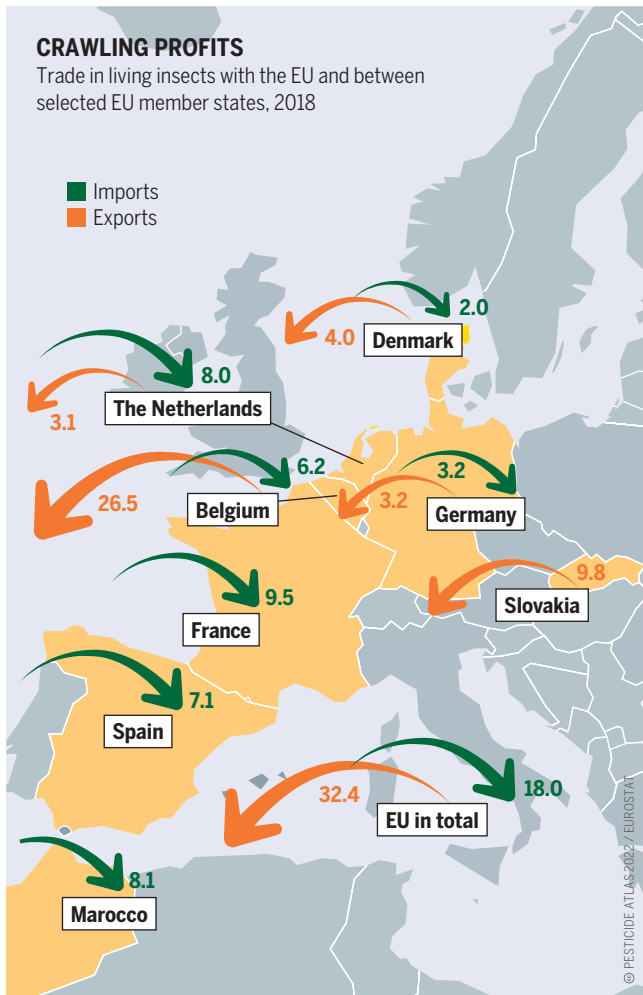 CRAWLING PROFITS
Trade in living insects with the EU and between
selected EU member states, 2018
Imports
Exports
2.0
4.0
Denmark
8.0
The Netherlands
3.1
6.2
26.5
Belgium
3.2
3.2
Germany
9.8
Slovakia
9.5
France
7.1
Spain
32.4
18.0
EU in total
8.1
Marocco
© PESTICIDE ATLAS 2022 / EUROSTAT